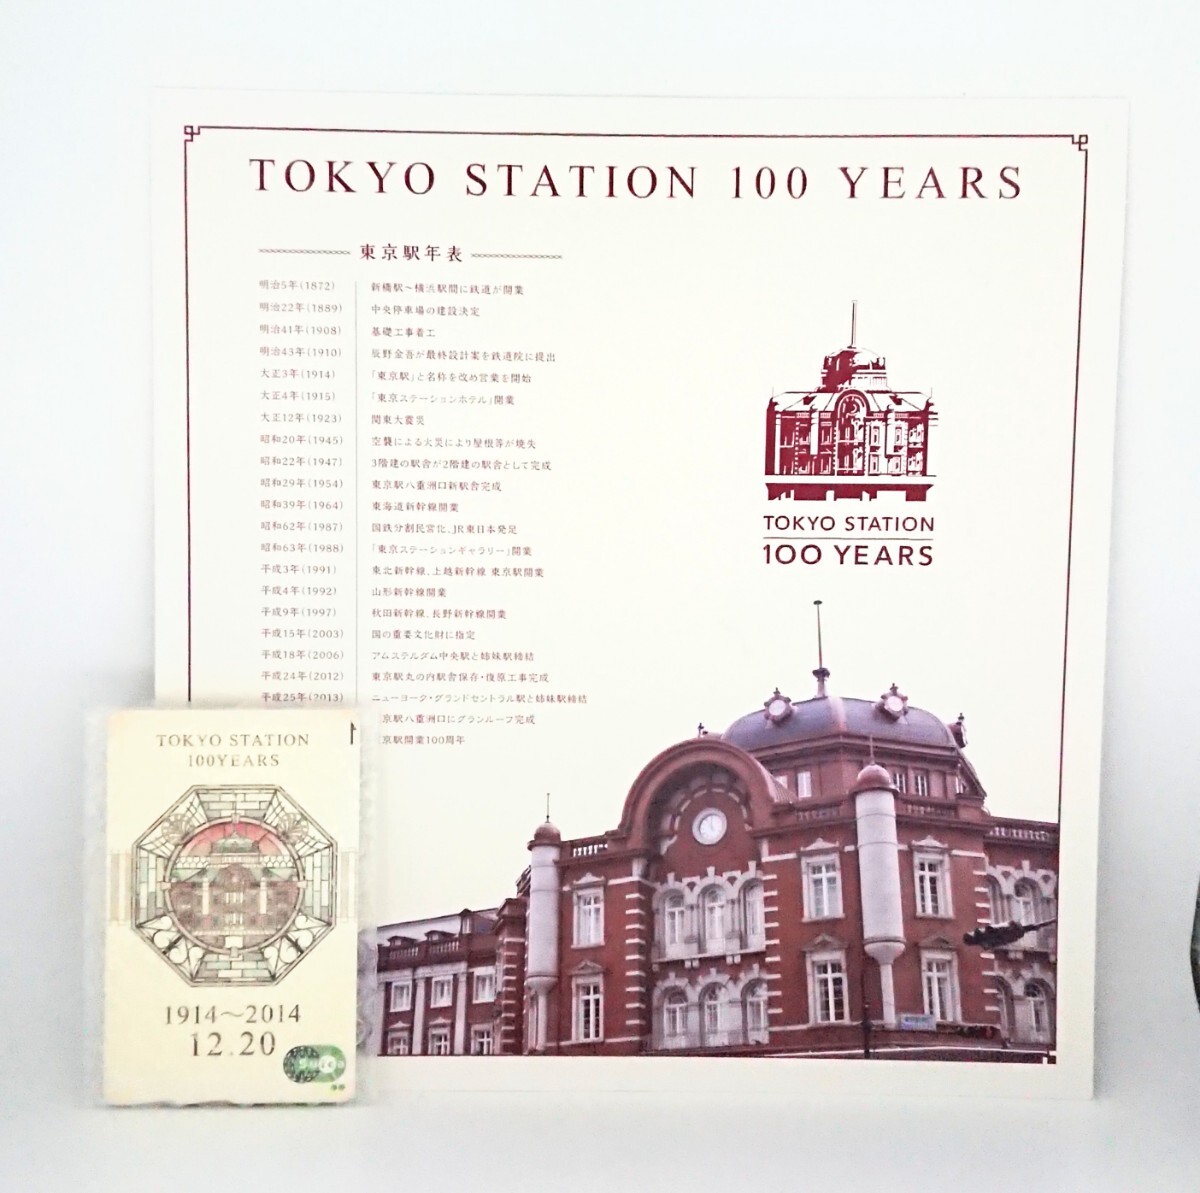 TOKYO STATION 100 YEARS
東京駅年表
明治5年(1872) 新橋駅～横浜駅間に鉄道が開業
明治22年(1889) 中央停車場の建設決定
明治41年(1908) 基礎工事着工
明治43年(1910) 辰野金吾が最終設計案を鉄道院に提出
大正3年(1914) 「東京駅」と名称を改め営業を開始
大正4年(1915) 「東京ステーションホテル」開業
大正12年(1923) 関東大震災
昭和20年(1945) 空襲による火災により屋根等が焼失
昭和22年(1947) 3階建の駅舎が2階建の駅舎として完成
昭和29年(1954) 東京駅八重洲口新駅舎完成
昭和39年(1964) 東海道新幹線開業
昭和62年(1987) 国鉄分割民営化、JR東日本発足
昭和63年(1988) 「東京ステーションギャラリー」開業
平成3年(1991) 東北新幹線、上越新幹線 東京駅開業
平成4年(1992) 山形新幹線開業
平成9年(1997) 秋田新幹線、長野新幹線開業
平成15年(2003) 国の重要文化財に指定
平成18年(2006) アムステルダム中央駅と姉妹駅締結
平成24年(2012) 東京駅丸の内駅舎保存・復原工事完成
平成25年(2013) ニューヨーク・グランドセントラル駅と姉妹駅締結
京駅八重洲口にグランルーフ完成
京駅開業100周年
TOKYO STATION
100 YEARS
TOKYO STATION
100YEARS
1914～2014
12.20
Suica